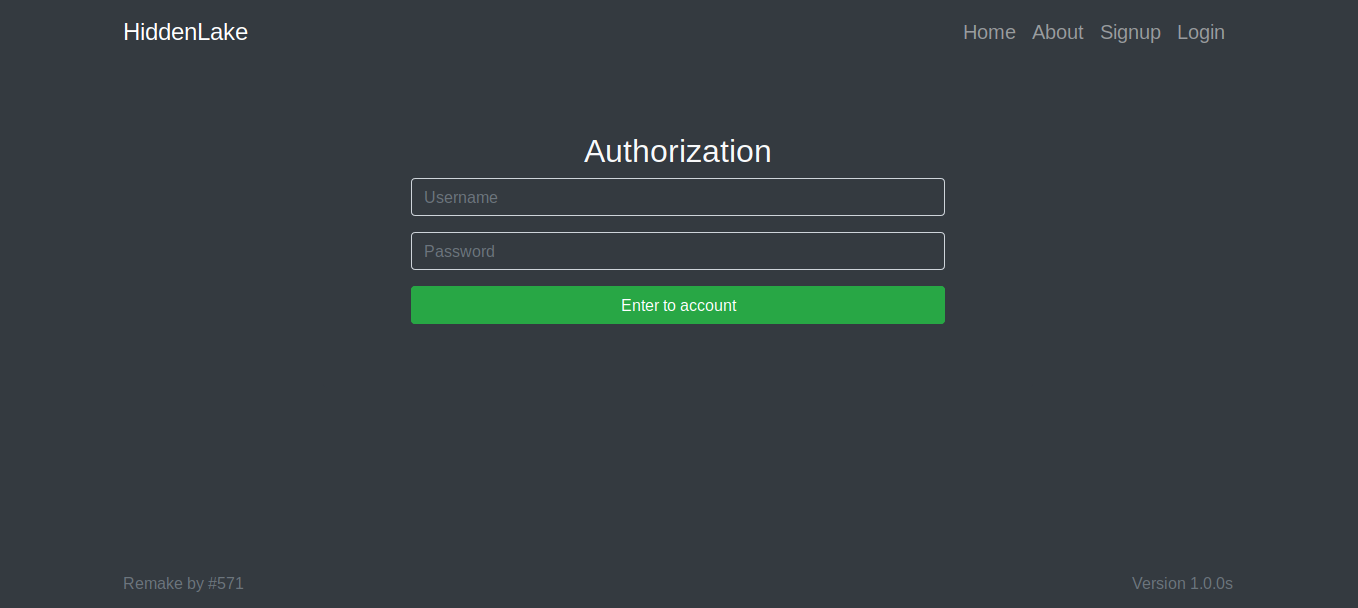 HiddenLake
Home About Signup Login
Authorization
Username
Password
Enter to account
Remake by #571
Version 1.0.0s